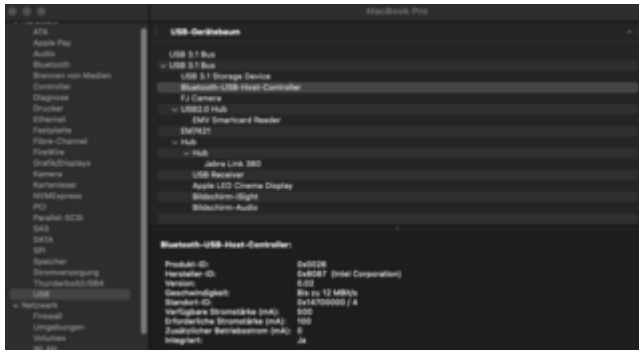 MacBook Pro
ATA
Apple Pay
Audio
Bluetooth
Brennen von Medien
Controller
Diagnose
Drucker
Ethernet
Festplatte
Fibre-Channel
FireWire
Grafik/Displays
Kamera
Kartenleser
NVMExpress
PCI
Parallel-SCSI
SAS
SATA
SPI
Speicher
Stromversorgung
Thunderbolt/USB4
USB
Netzwerk
Firewall
Umgebungen
Volumes
WLAN
USB-Gerätebaum
USB 3.1 Bus
USB 3.1 Bus
USB 3.1 Storage Device
Bluetooth-USB-Host-Controller
FJ Camera
USB2.0 Hub
EMV Smartcard Reader
EM7421
Hub
Hub
Jabra Link 380
USB Receiver
Apple LED Cinema Display
Bildschirm-iSight
Bildschirm-Audio
Bluetooth-USB-Host-Controller:
Produkt-ID: 0x0026
Hersteller-ID: 0x8087 (Intel Corporation)
Version: 0.02
Geschwindigkeit: Bis zu 12 MBit/s
Standort-ID: 0x14700000 / 4
Verfügbare Stromstärke (mA): 500
Erforderliche Stromstärke (mA): 100
Zusätzlicher Betriebsstrom (mA): 0
Integriert: Ja